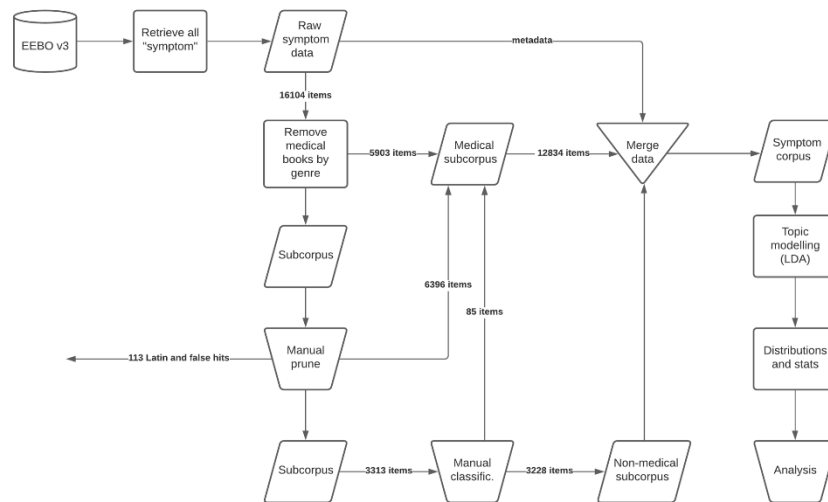 EEBO v3
Retrieve all
"symptom"
Raw
symptom
data
metadata
16104 items
Remove
medical
books by
genre
5903 items
Medical
subcorpus
12834 items
Merge
data
Symptom
corpus
Subcorpus
6396 items
85 items
Topic
modelling
(LDA)
113 Latin and false hits
Manual
prune
Distributions
and stats
Subcorpus
3313 items
Manual
classific.
3228 items
Non-medical
subcorpus
Analysis